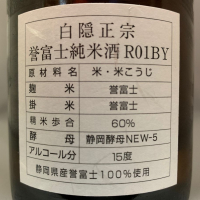 白隠正宗
誉富士純米酒 R01BY
原材料名 米・米こうじ
麹米 誉富士
掛米 誉富士
精米歩合 60%
酵母 静岡酵母NEW-5
アルコール分 15度
静岡県産誉富士100%使用